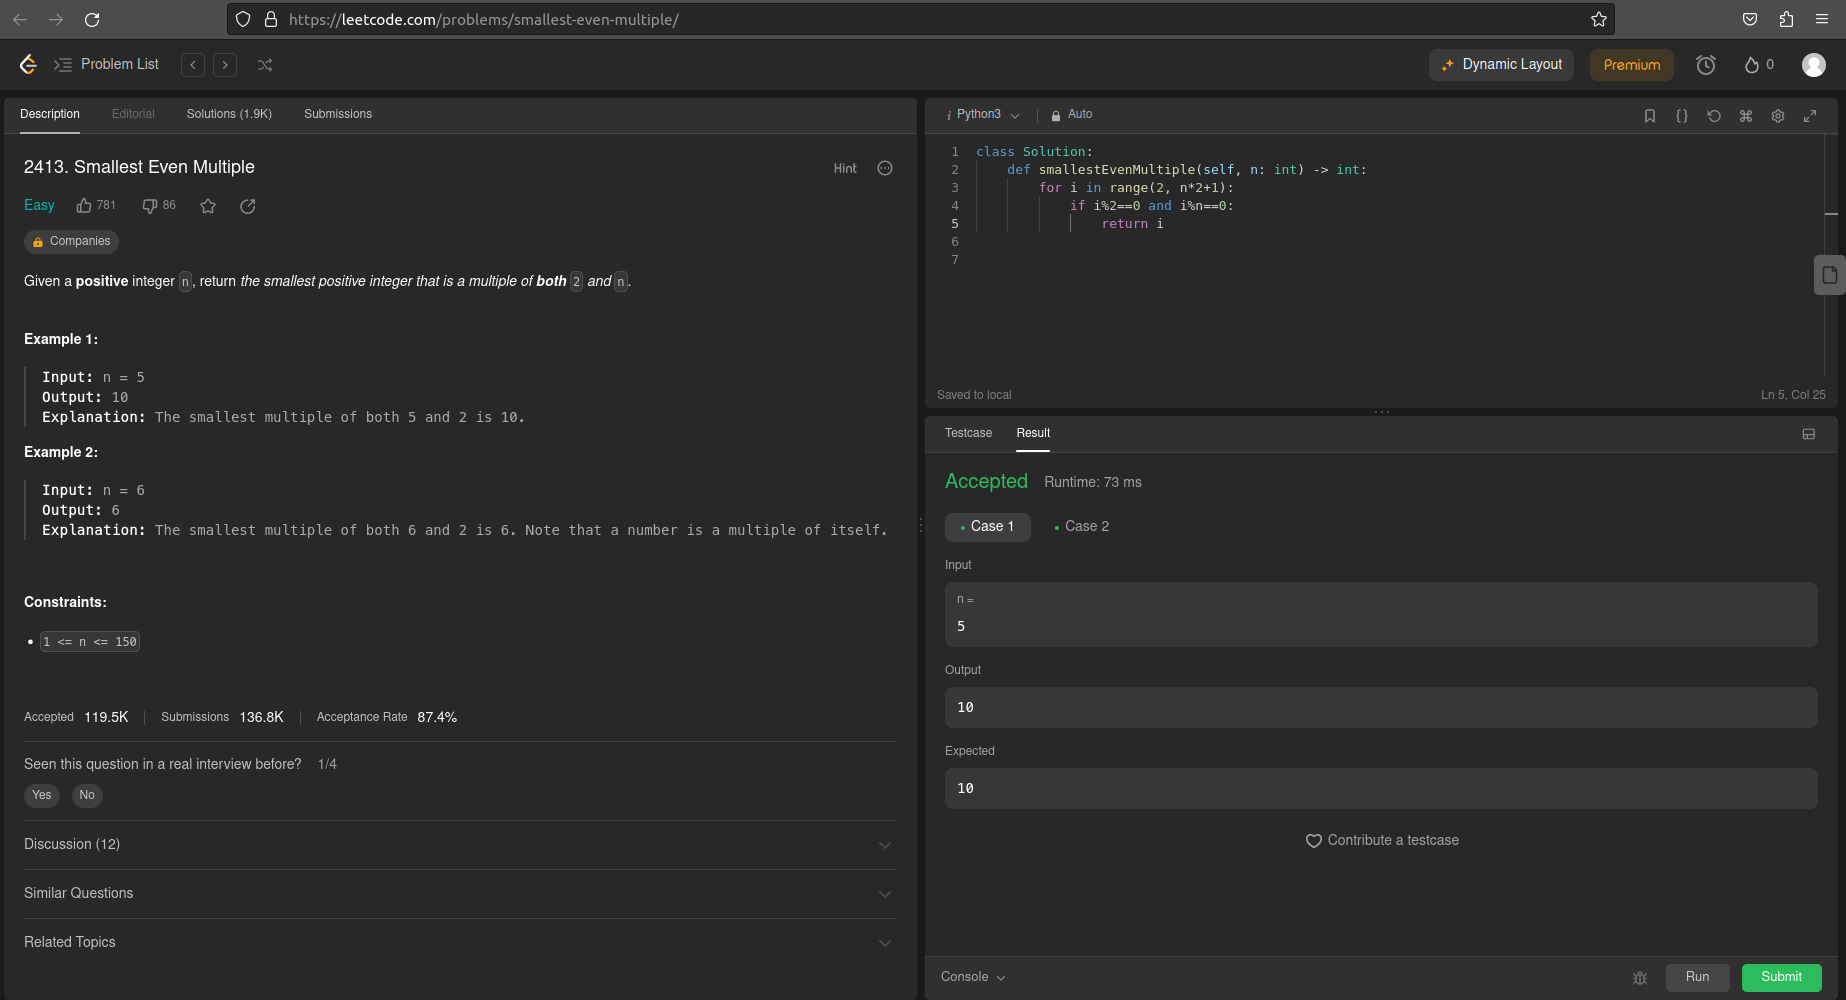 https://leetcode.com/problems/smallest-even-multiple/
Problem List
Dynamic Layout
Premium
0
Description
Editorial
Solutions (1.9K)
Submissions
2413. Smallest Even Multiple
Hint
Easy
781
86
Companies
Given a positive integer n, return the smallest positive integer that is a multiple of both 2 and n.
Example 1:
Input: n = 5
Output: 10
Explanation: The smallest multiple of both 5 and 2 is 10.
Example 2:
Input: n = 6
Output: 6
Explanation: The smallest multiple of both 6 and 2 is 6. Note that a number is a multiple of itself.
Constraints:
• 1 <= n <= 150
Accepted 119.5K | Submissions 136.8K | Acceptance Rate 87.4%
Seen this question in a real interview before? 1/4
Yes No
Discussion (12)
Similar Questions
Related Topics
i Python3
Auto
{}
1 class Solution:
2     def smallestEvenMultiple(self, n: int) -> int:
3         for i in range(2, n*2+1):
4             if i%2==0 and i%n==0:
5                 return i
6
7
Saved to local
Ln 5, Col 25
Testcase
Result
Accepted Runtime: 73 ms
• Case 1 • Case 2
Input
n =
5
Output
10
Expected
10
Contribute a testcase
Console
Run
Submit